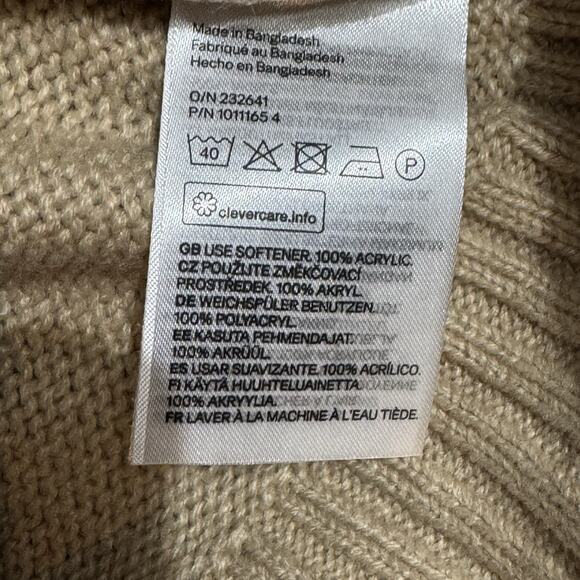 Made in Bangladesh
Fabriqué au Bangladesh
Hecho en Bangladesh
O/N 232641
P/N 1011165 4
40 P
clevercare.info
GB USE SOFTENER. 100% ACRYLIC.
CZ POUŽIJTE ZMĚKČOVACÍ
PROSTŘEDEK. 100% AKRYL.
DE WEICHSPÜLER BENUTZEN.
100% POLYACRYL.
EE KASUTA PEHMENDAJAT.
100% AKRÜÜL.
ES USAR SUAVIZANTE. 100% ACRÍLICO.
FI KÄYTÄ HUUHTELUAINETTA.
100% AKRYYLIA.
FR LAVER À LA MACHINE À L'EAU TIÈDE.